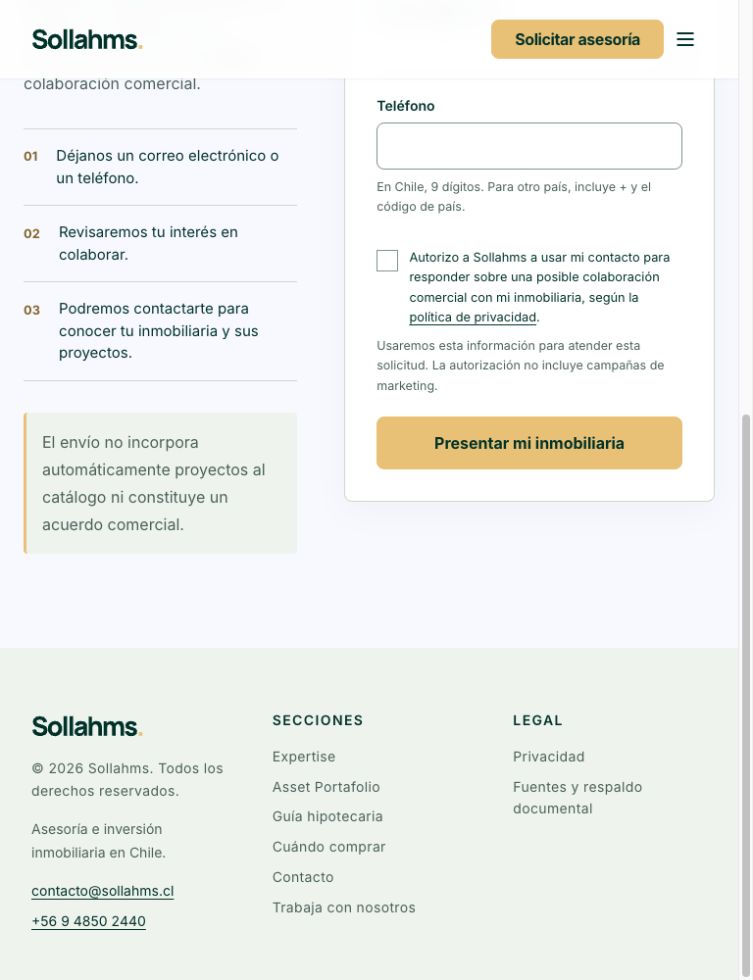 Sollahms.
Solicitar asesoría
colaboración comercial.
01 Déjanos un correo electrónico o
un teléfono.
02 Revisaremos tu interés en
colaborar.
03 Podremos contactarte para
conocer tu inmobiliaria y sus
proyectos.
El envío no incorpora
automáticamente proyectos al
catálogo ni constituye un
acuerdo comercial.
Teléfono
En Chile, 9 dígitos. Para otro país, incluye + y el
código de país.
Autorizo a Sollahms a usar mi contacto para
responder sobre una posible colaboración
comercial con mi inmobiliaria, según la
política de privacidad.
Usaremos esta información para atender esta
solicitud. La autorización no incluye campañas de
marketing.
Presentar mi inmobiliaria
Sollahms.
© 2026 Sollahms. Todos los
derechos reservados.
Asesoría e inversión
inmobiliaria en Chile.
contacto@sollahms.cl
+56 9 4850 2440
SECCIONES
Expertise
Asset Portafolio
Guía hipotecaria
Cuándo comprar
Contacto
Trabaja con nosotros
LEGAL
Privacidad
Fuentes y respaldo
documental